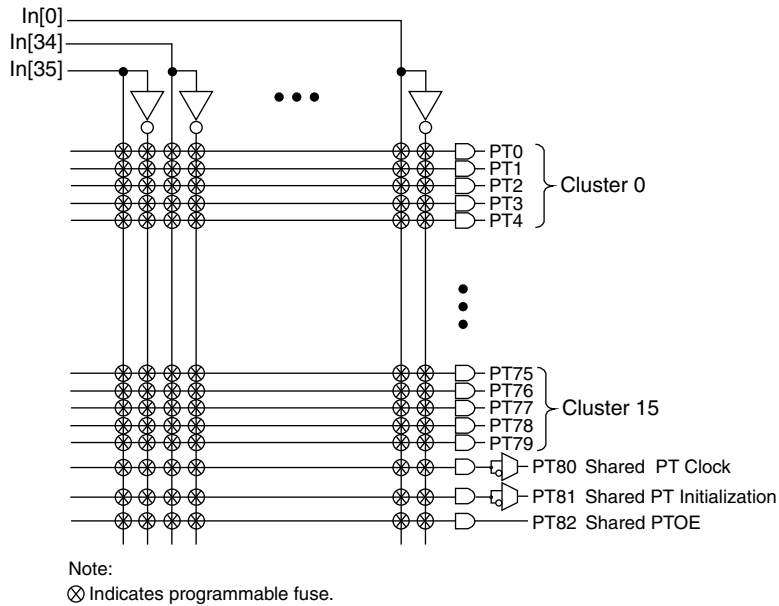 In[0]
In[34]
In[35]
PT0
PT1
PT2
PT3
PT4
Cluster 0
PT75
PT76
PT77
PT78
PT79
Cluster 15
PT80 Shared PT Clock
PT81 Shared PT Initialization
PT82 Shared PTOE
Note:
Indicates programmable fuse.